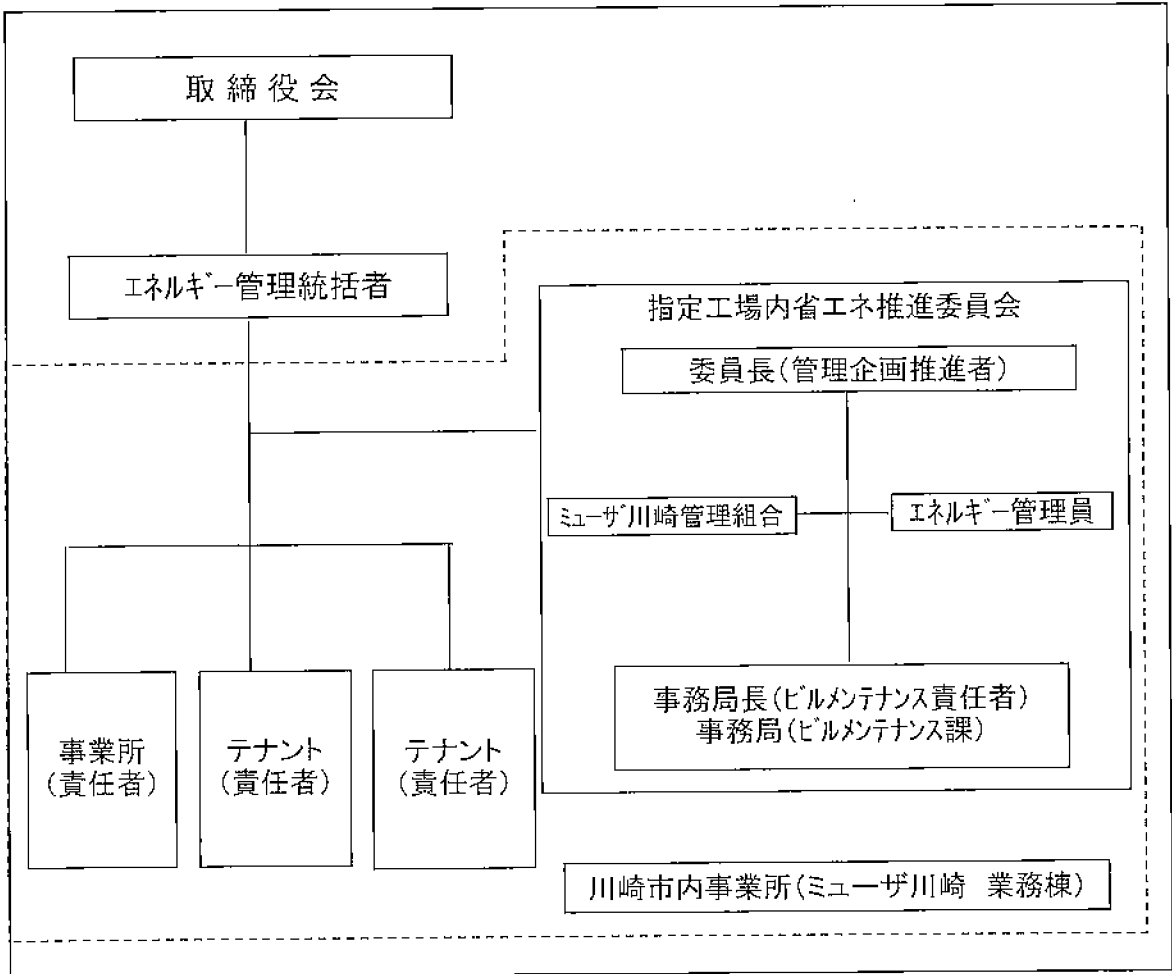 取締役会
エネルギー管理統括者
指定工場内省エネ推進委員会
委員長(管理企画推進者)
ミューザ川崎管理組合
エネルギー管理員
事務局長(ビルメンテナンス責任者)
事務局(ビルメンテナンス課)
事業所
(責任者)
テナント
(責任者)
テナント
(責任者)
川崎市内事業所(ミューザ川崎 業務棟)